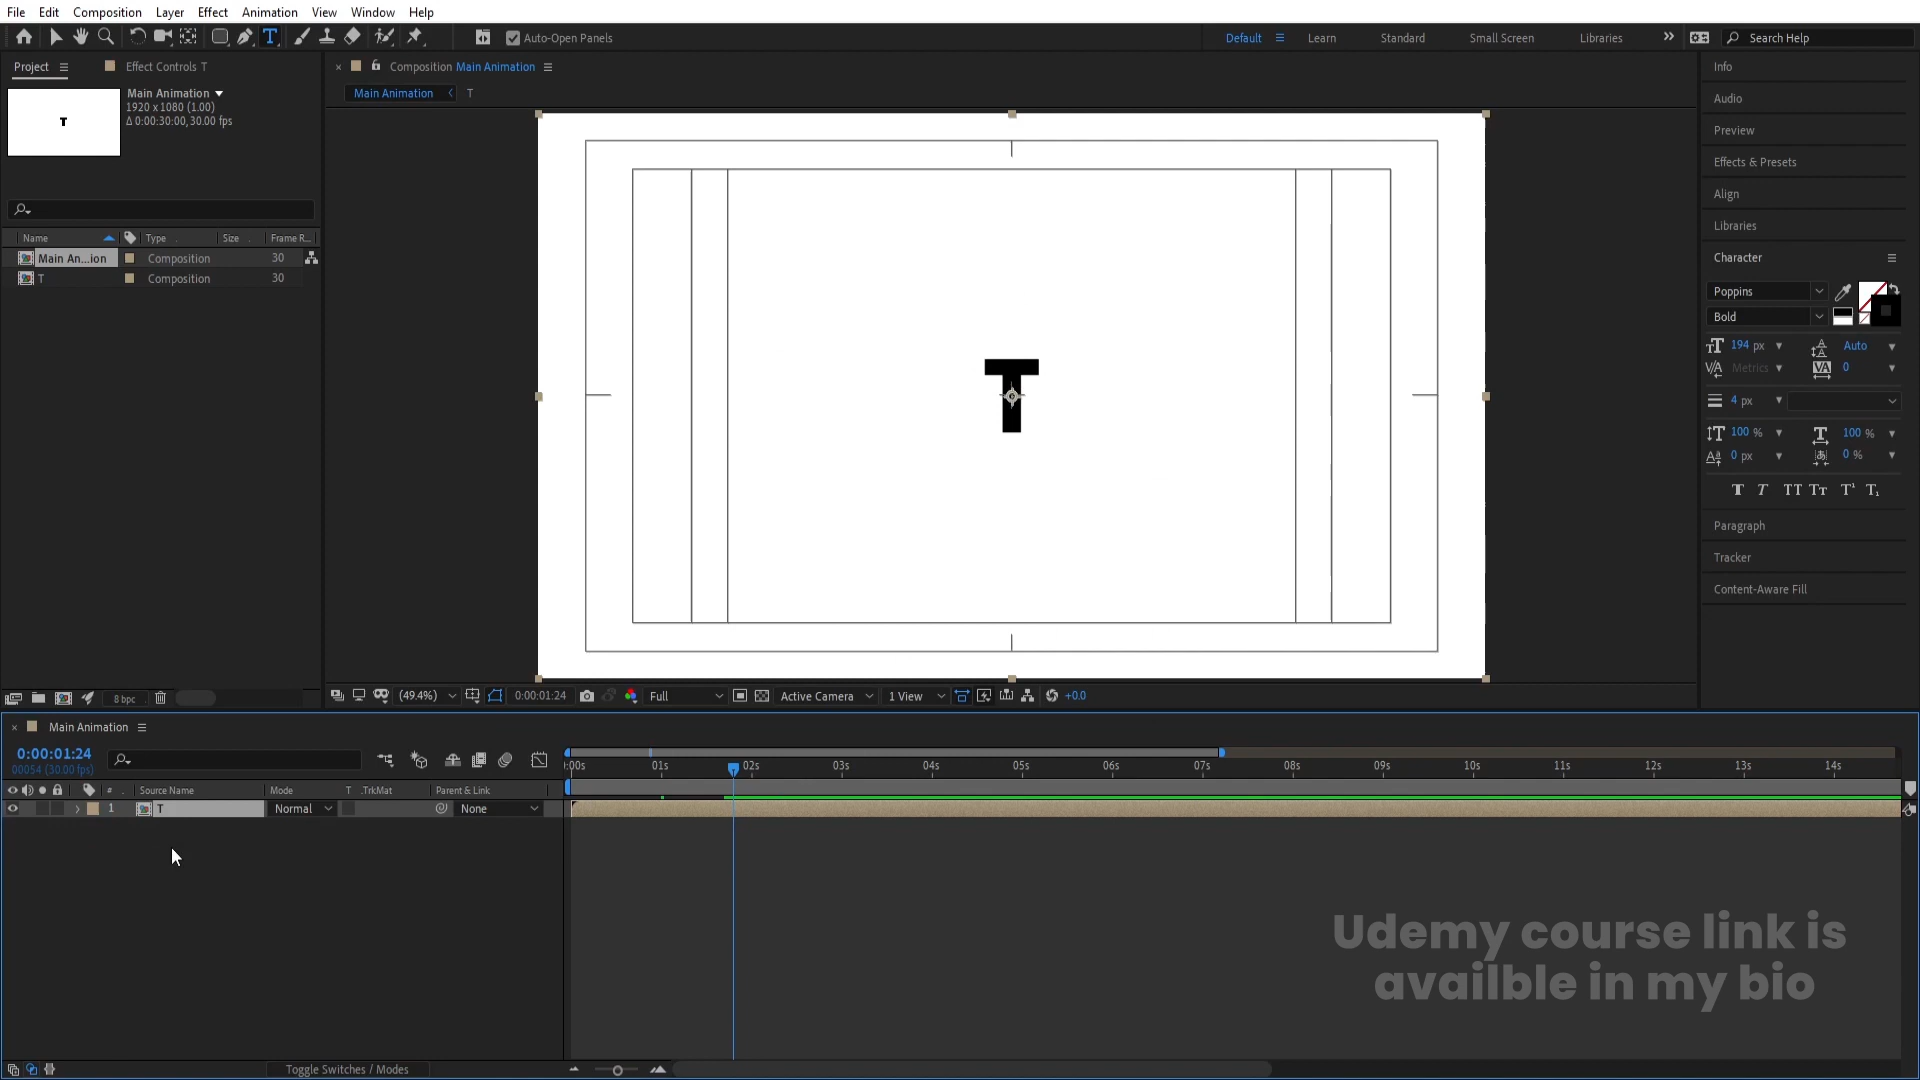 File Edit Composition Layer Effect Animation View Window Help
Auto-Open Panels Default Learn Standard Small Screen Libraries Search Help
Project Effect Controls T Composition Main Animation Info
Main Animation
1920 x 1080 (1.00)
Δ 0:00:30:00, 30.00 fps
T
Main Animation T
Audio
Preview
Effects & Presets
Align
Libraries
Character
Name Type Size Frame R...
Main An...ion Composition 30
T Composition 30
T
Poppins
Bold
194 px Auto
Metrics 0
4 px
100 % 100 %
0 px 0 %
T T TT Tт T¹ T₁
Paragraph
Tracker
Content-Aware Fill
8 bpc (49.4%) 0:00:01:24 Full Active Camera 1 View +0.0
Main Animation
0:00:01:24
00054 (30.00 fps)
:00s 01s 02s 03s 04s 05s 06s 07s 08s 09s 10s 11s 12s 13s 14s
# Source Name Mode T .TrkMat Parent & Link
1 T Normal None
Udemy course link is
availble in my bio
Toggle Switches / Modes